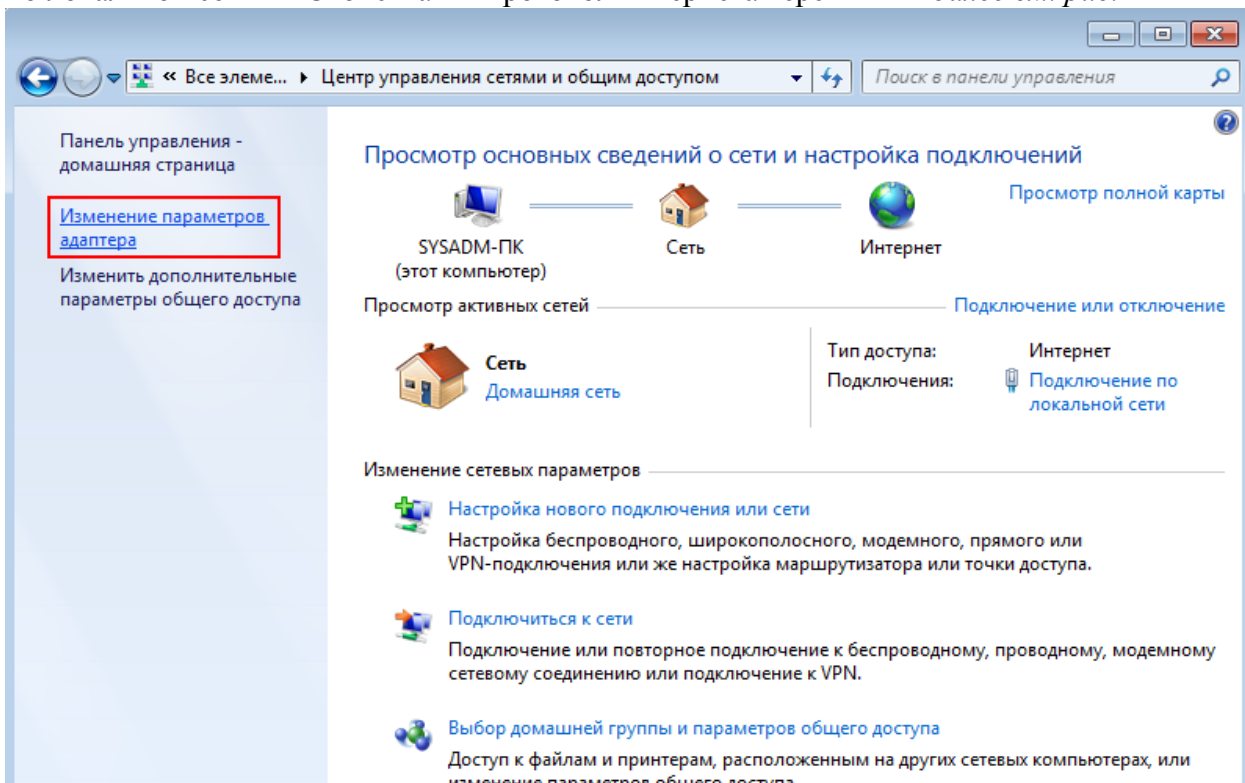 « Все элеме... ▸ Центр управления сетями и общим доступом
Поиск в панели управления
Панель управления -
домашняя страница
Изменение параметров
адаптера
Изменить дополнительные
параметры общего доступа
Просмотр основных сведений о сети и настройка подключений
Просмотр полной карты
SYSADM-ПК
(этот компьютер)
Сеть
Интернет
Просмотр активных сетей
Подключение или отключение
Сеть
Домашняя сеть
Тип доступа: Интернет
Подключения: Подключение по
локальной сети
Изменение сетевых параметров
Настройка нового подключения или сети
Настройка беспроводного, широкополосного, модемного, прямого или
VPN-подключения или же настройка маршрутизатора или точки доступа.
Подключиться к сети
Подключение или повторное подключение к беспроводному, проводному, модемному
сетевому соединению или подключение к VPN.
Выбор домашней группы и параметров общего доступа
Доступ к файлам и принтерам, расположенным на других сетевых компьютерах, или
изменение параметров общего доступа.